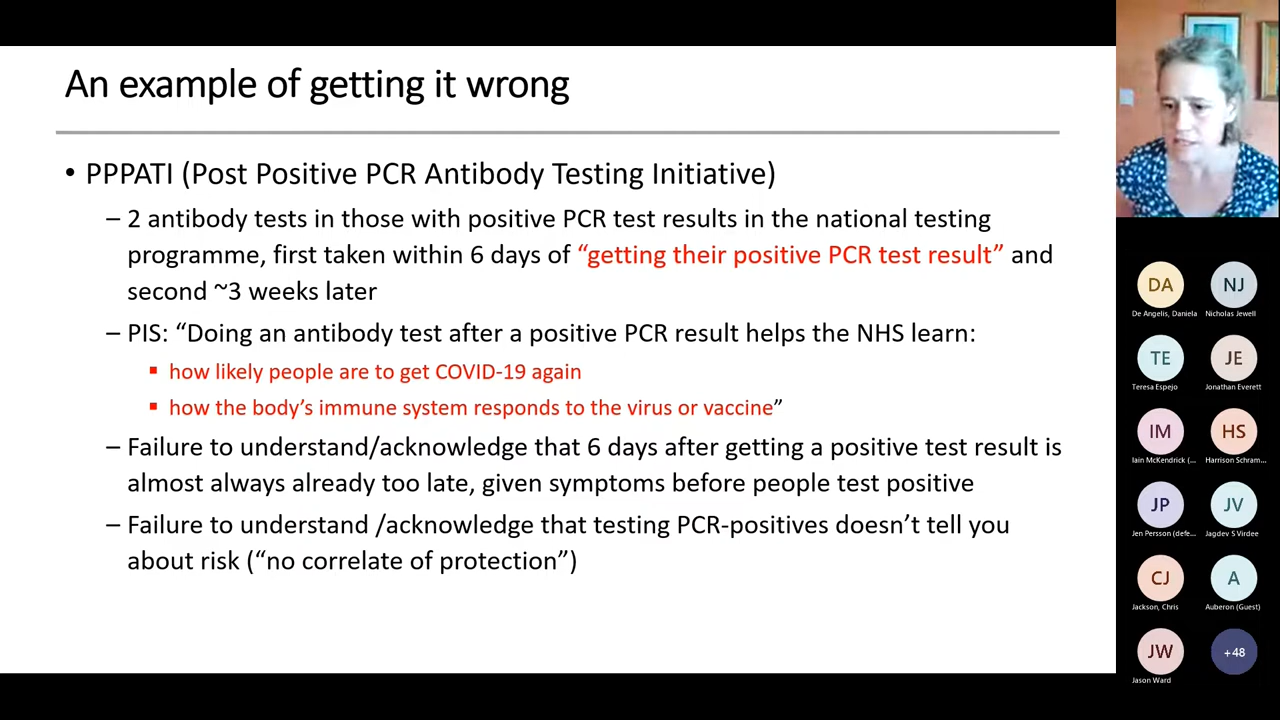 An example of getting it wrong
• PPPATI (Post Positive PCR Antibody Testing Initiative)
– 2 antibody tests in those with positive PCR test results in the national testing
programme, first taken within 6 days of “getting their positive PCR test result” and
second ~3 weeks later
– PIS: “Doing an antibody test after a positive PCR result helps the NHS learn:
▪ how likely people are to get COVID-19 again
▪ how the body’s immune system responds to the virus or vaccine”
– Failure to understand/acknowledge that 6 days after getting a positive test result is
almost always already too late, given symptoms before people test positive
– Failure to understand /acknowledge that testing PCR-positives doesn’t tell you
about risk (“no correlate of protection”)
DA NJ
De Angelis, Daniela Nicholas Jewell
TE JE
Teresa Espejo Jonathan Everett
IM HS
Iain McKendrick (... Harrison Schram...
JP JV
Jen Persson (defe... Jagdev S Virdee
CJ A
Jackson, Chris Auberon (Guest)
JW +48
Jason Ward